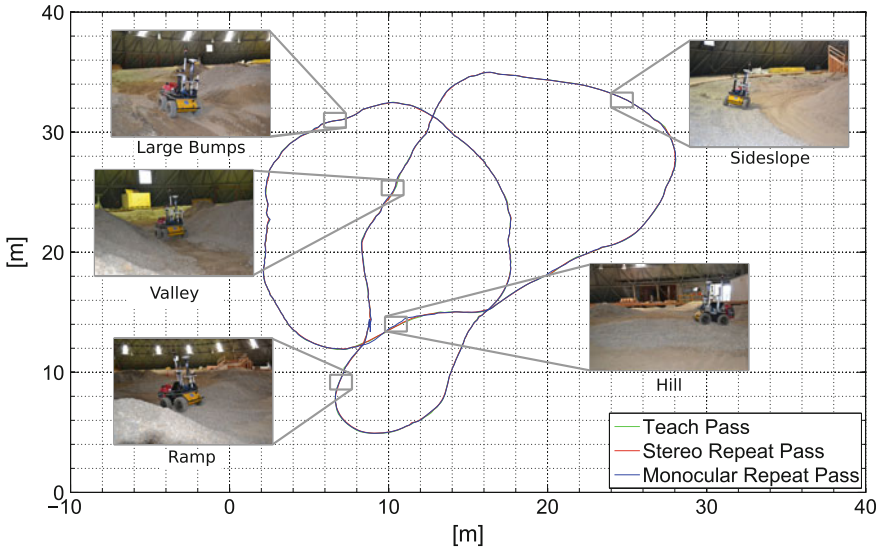 40
30
20
10
0
[m]
Large Bumps
Sideslope
Valley
Hill
Ramp
Teach Pass
Stereo Repeat Pass
Monocular Repeat Pass
−10
0
10
20
30
40
[m]